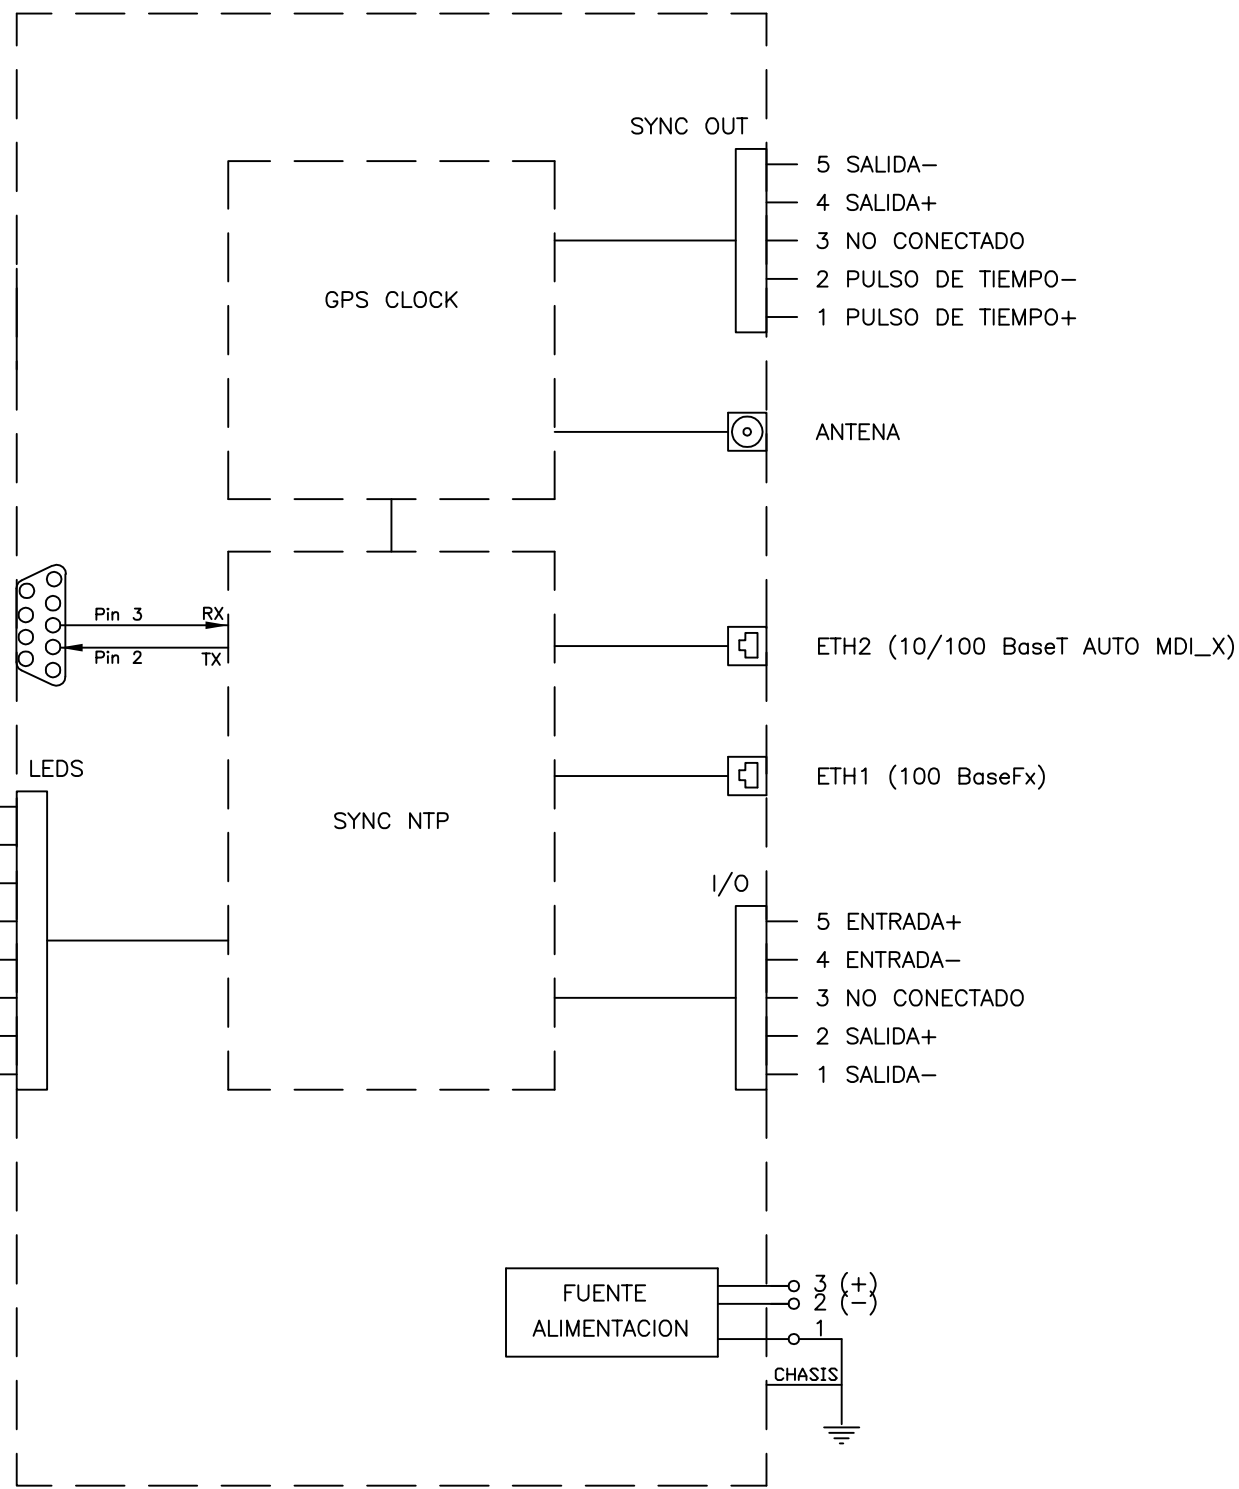 SYNC OUT
5 SALIDA−
4 SALIDA+
3 NO CONECTADO
2 PULSO DE TIEMPO−
1 PULSO DE TIEMPO+
GPS CLOCK
ANTENA
Pin 3 RX
Pin 2 TX
ETH2 (10/100 BaseT AUTO MDI_X)
LEDS
ETH1 (100 BaseFx)
SYNC NTP
I/O
5 ENTRADA+
4 ENTRADA−
3 NO CONECTADO
2 SALIDA+
1 SALIDA−
FUENTE
ALIMENTACION
3 (+)
2 (−)
1
CHASIS